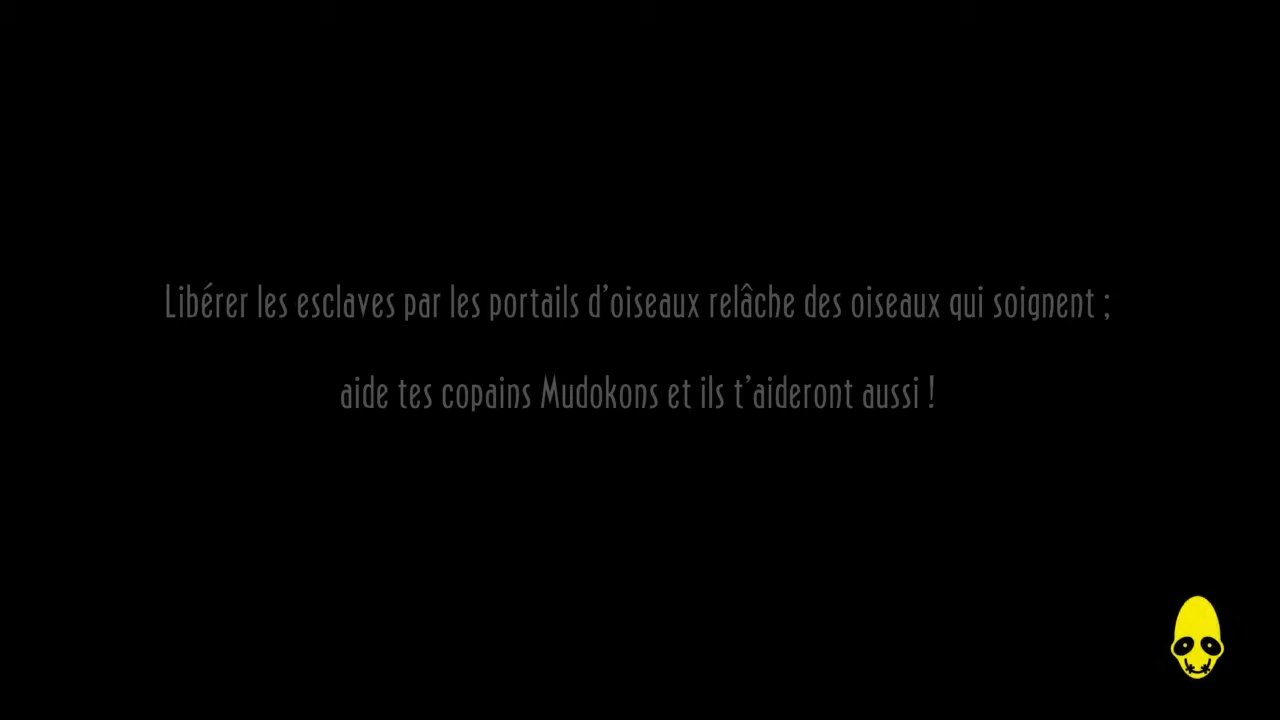 Libérer les esclaves par les portails d’oiseaux relâche des oiseaux qui soignent ;
aide tes copains Mudokons et ils t’aideront aussi !